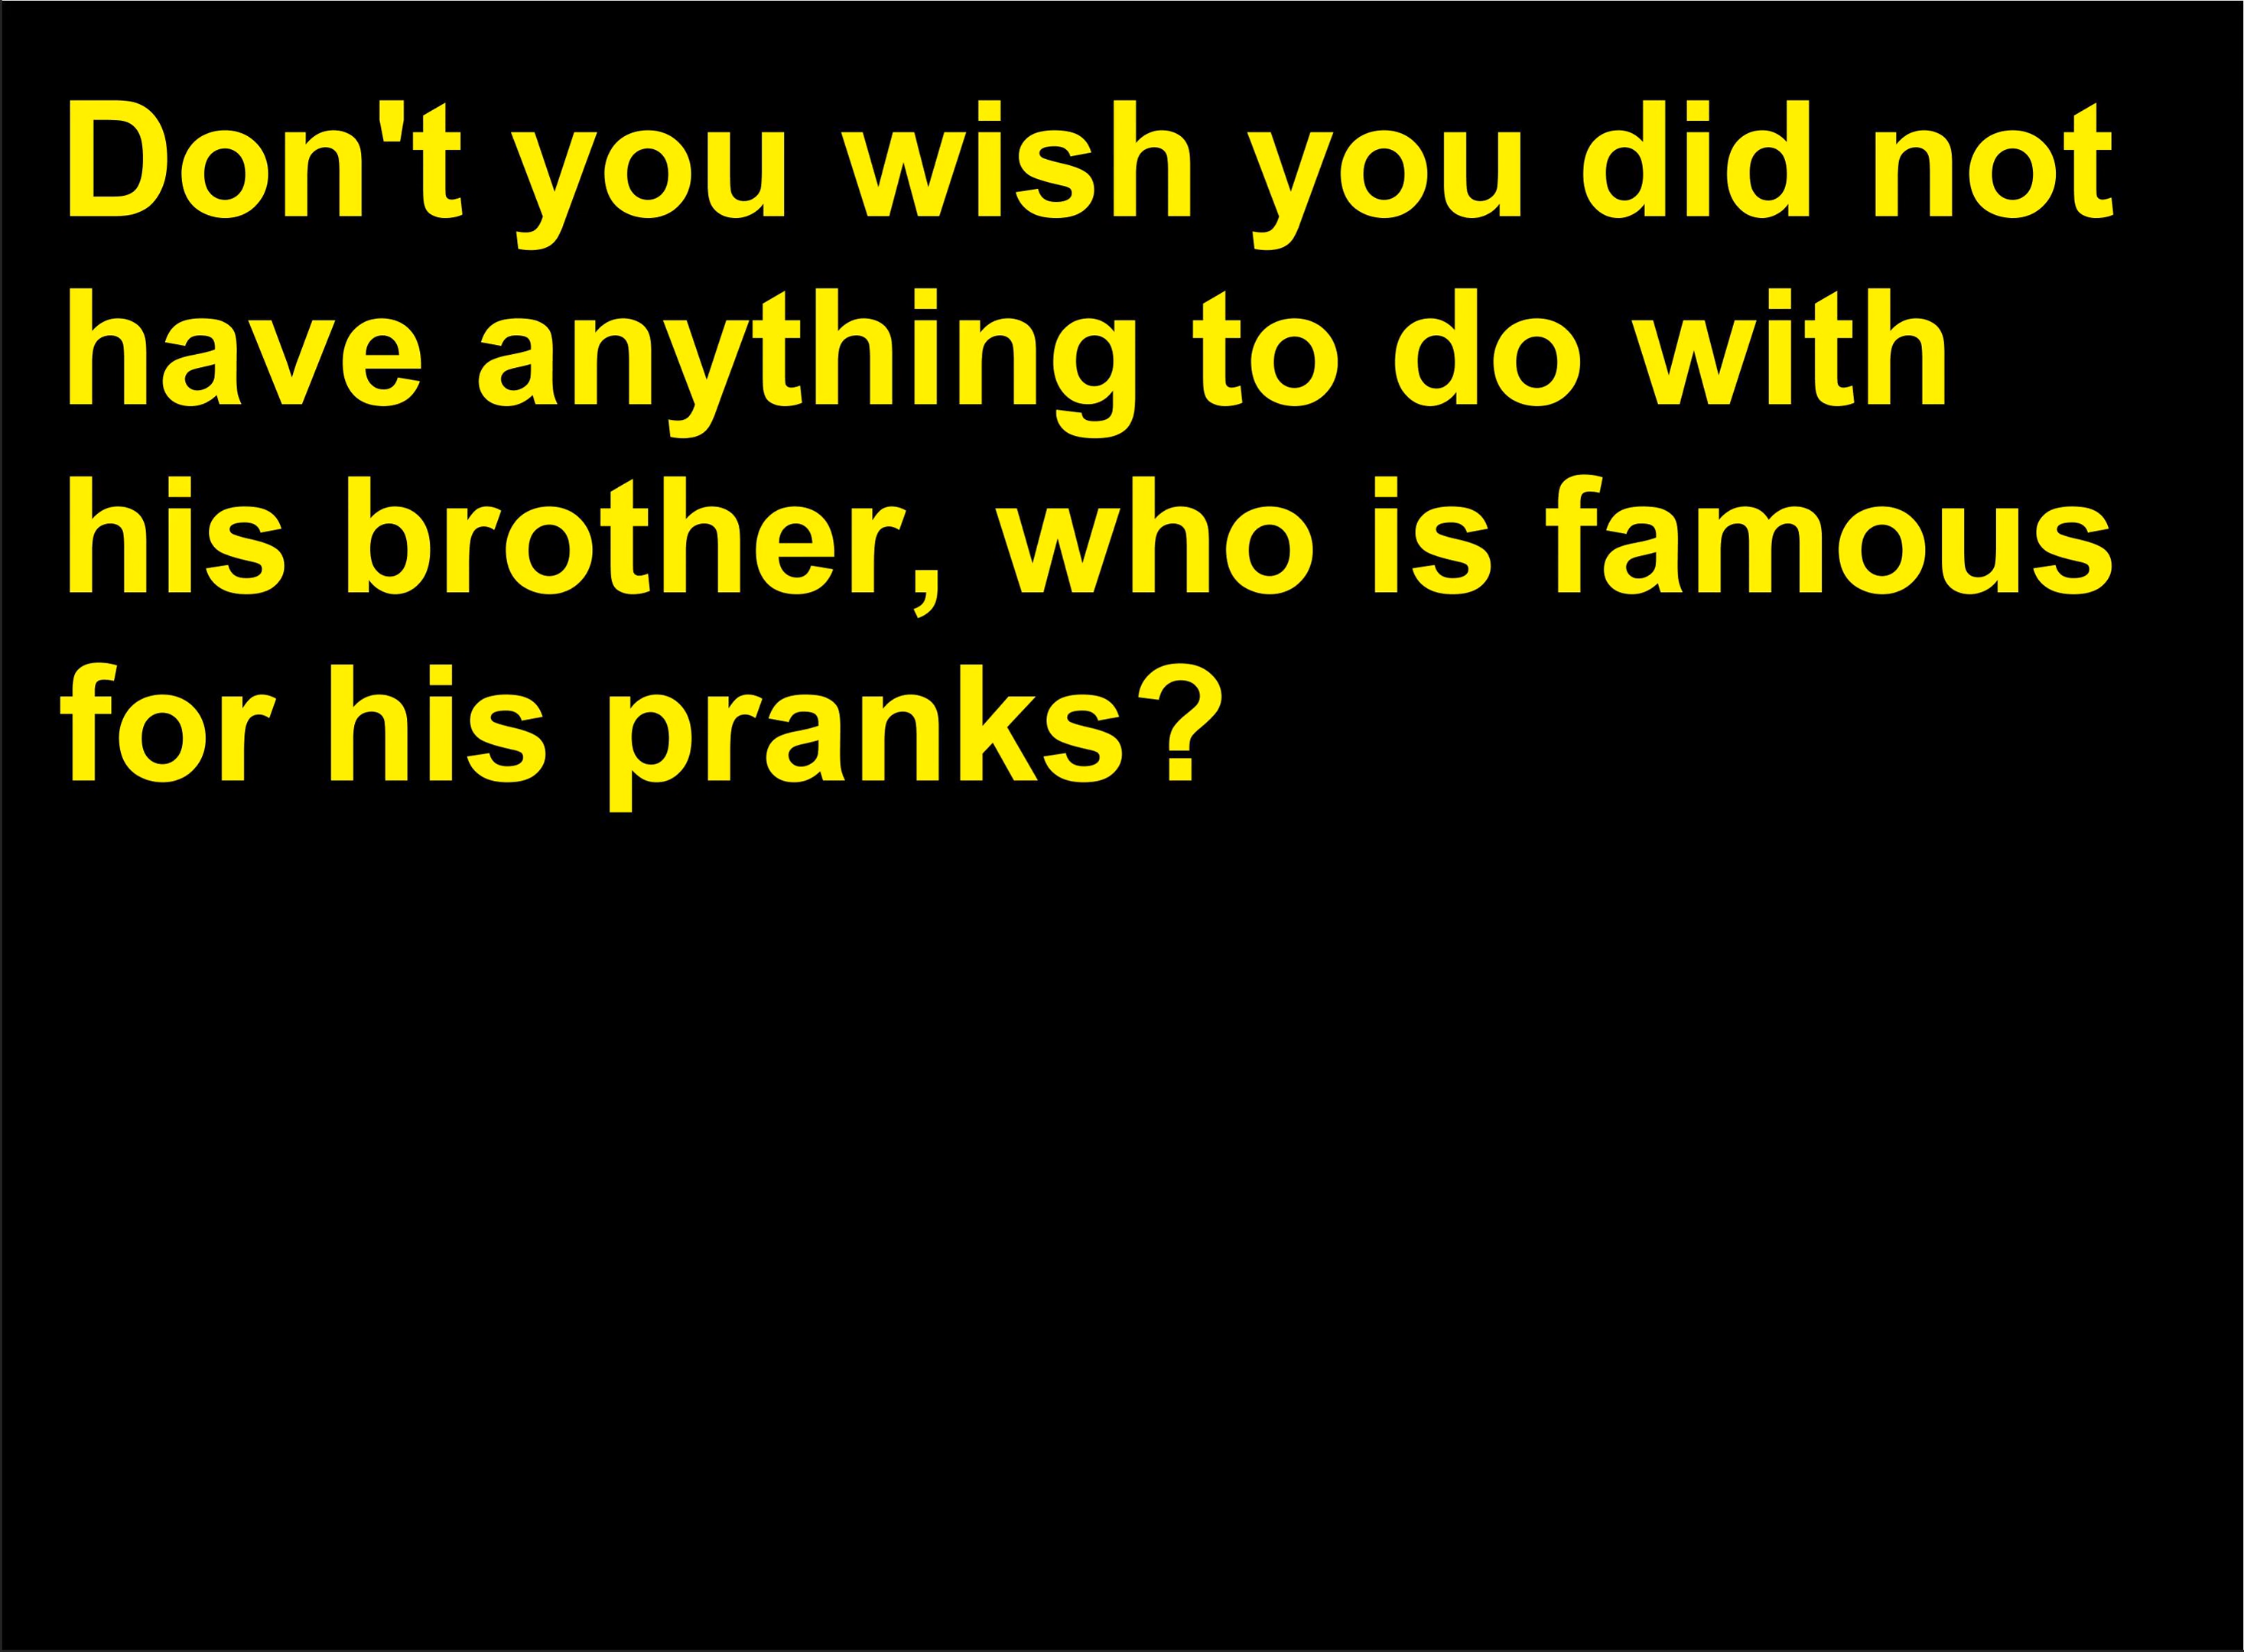 Don't you wish you did not
have anything to do with
his brother, who is famous
for his pranks?